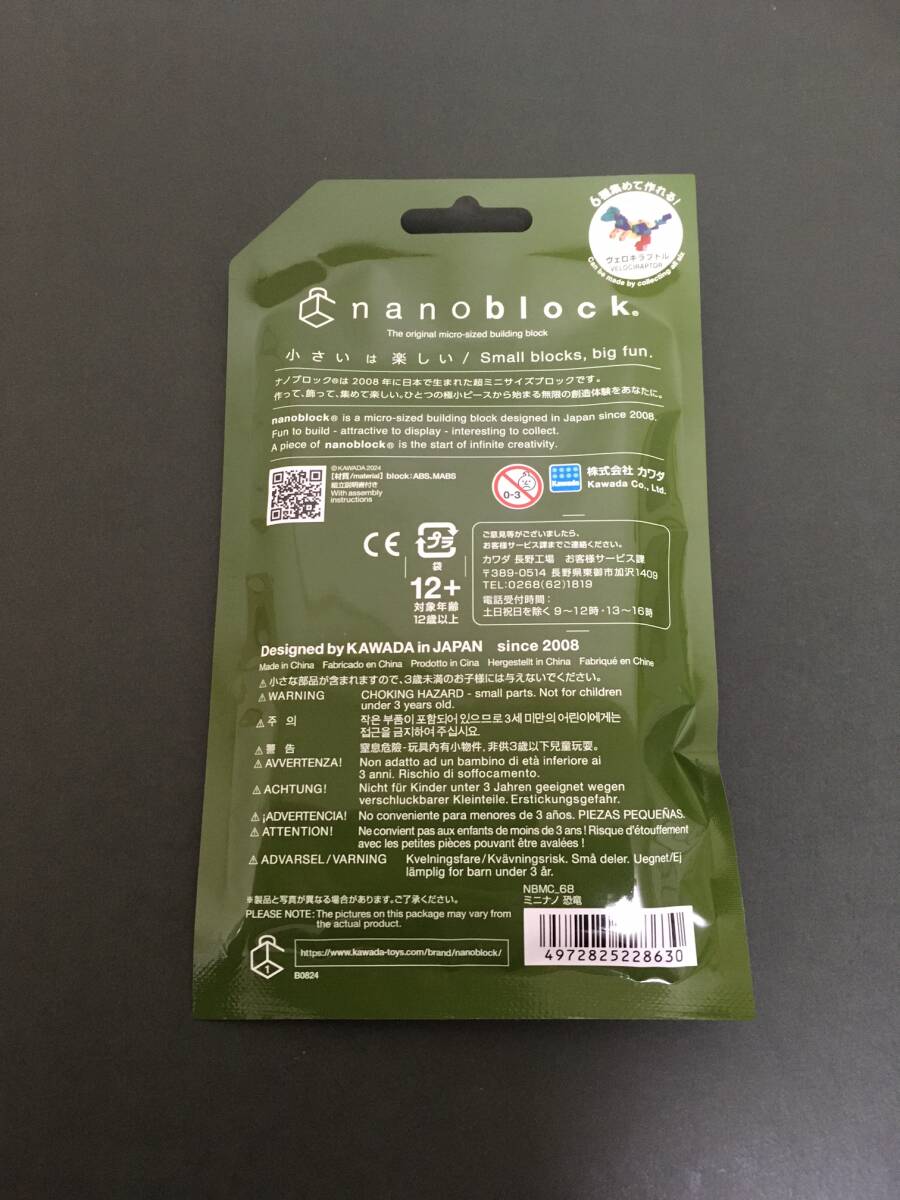 6種集めて作れる!
ヴェロキラプトル
VELOCIRAPTOR
Can be made by collecting all six
nanoblock®
The original micro-sized building block
小さいは楽しい / Small blocks, big fun.
ナノブロック®は2008年に日本で生まれた超ミニサイズブロックです。
作って、飾って、集めて楽しい。ひとつの極小ピースから始まる無限の創造体験をあなたに。
nanoblock® is a micro-sized building block designed in Japan since 2008.
Fun to build - attractive to display - interesting to collect.
A piece of nanoblock® is the start of infinite creativity.
©KAWADA 2024
【材質/material】 block:ABS.MABS
組立説明書付き
With assembly
instructions
0-3
Kawada
株式会社 カワダ
Kawada Co., Ltd.
CE
プラ
袋
12+
対象年齢
12歳以上
ご意見等がございましたら、
お客様サービス課までご連絡ください。
カワダ 長野工場 お客様サービス課
〒389-0514 長野県東御市加沢1409
TEL:0268(62)1819
電話受付時間:
土日祝日を除く 9~12時・13~16時
Designed by KAWADA in JAPAN since 2008
Made in China Fabricado en China Prodotto in Cina Hergestellt in China Fabriqué en Chine
⚠小さな部品が含まれますので、3歳未満のお子様には与えないでください。
⚠WARNING CHOKING HAZARD - small parts. Not for children
under 3 years old.
⚠주 의 작은 부품이 포함되어 있으므로 3세 미만의 어린이에게는
접근을 금지하여 주십시요.
⚠警 告 窒息危險-玩具內有小物件, 非供3歲以下兒童玩耍。
⚠AVVERTENZA! Non adatto ad un bambino di età inferiore ai
3 anni. Rischio di soffocamento.
⚠ACHTUNG! Nicht für Kinder unter 3 Jahren geeignet wegen
verschluckbarer Kleinteile. Erstickungsgefahr.
⚠¡ADVERTENCIA! No conveniente para menores de 3 años. PIEZAS PEQUEÑAS.
⚠ATTENTION! Ne convient pas aux enfants de moins de 3 ans ! Risque d'étouffement
avec les petites pièces pouvant être avalées !
⚠ADVARSEL/VARNING Kvelningsfare/Kvävningsrisk. Små deler. Uegnet/Ej
lämplig for barn under 3 år.
※製品と写真が異なる場合があります。ご了承ください。
PLEASE NOTE: The pictures on this package may vary from
the actual product.
NBMC_68
ミニナノ 恐竜
1
https://www.kawada-toys.com/brand/nanoblock/
B0824
4972825228630